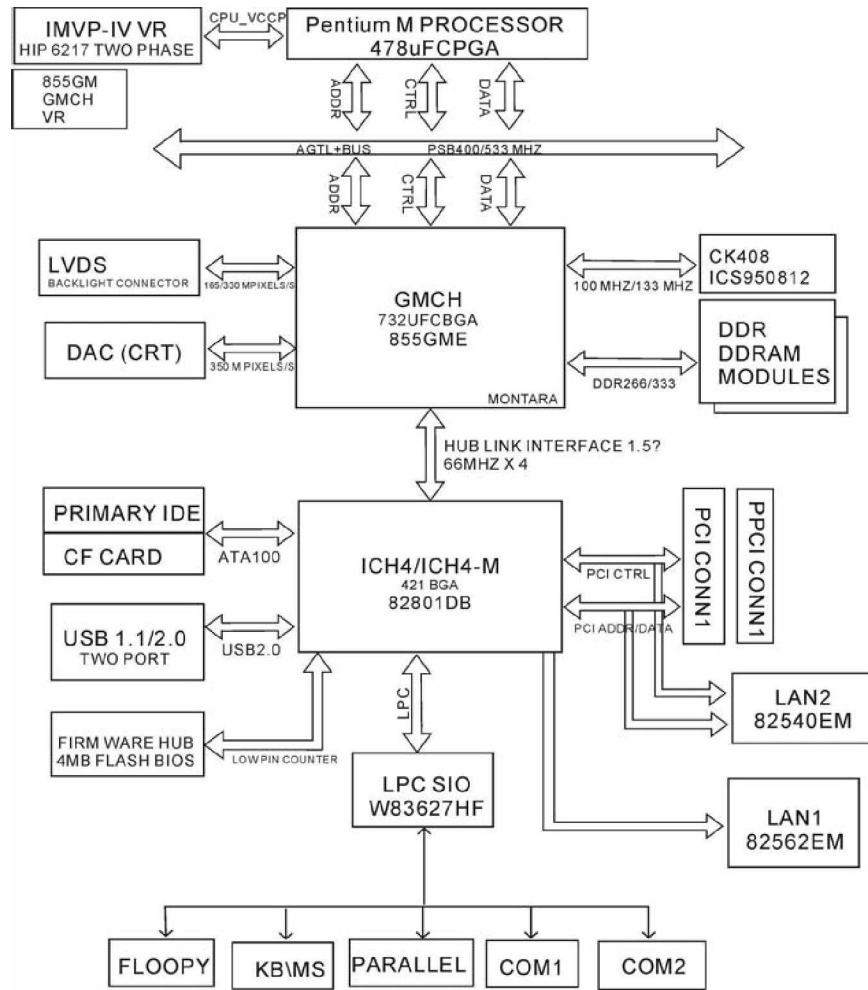 IMVP-IV VR
HIP 6217 TWO PHASE
CPU_VCCP
Pentium M PROCESSOR
478uFCPGA
855GM
GMCH
VR
ADDR
CTRL
DATA
AGTL+BUS
PSB400/533 MHZ
ADDR
CTRL
DATA
LVDS
BACKLIGHT CONNECTOR
165/330 MPIXELS/S
GMCH
732UFCBGA
855GME
MONTARA
100 MHZ/133 MHZ
CK408
ICS950812
DAC (CRT)
350 M PIXELS/S
DDR266/333
DDR
DDRAM
MODULES
HUB LINK INTERFACE 1.5?
66MHZ X 4
PRIMARY IDE
CF CARD
ATA100
ICH4/ICH4-M
421 BGA
82801DB
PCI CTRL
PCI ADDR/DATA
PCI CONN1
PPCI CONN1
USB 1.1/2.0
TWO PORT
USB2.0
FIRM WARE HUB
4MB FLASH BIOS
LOW PIN COUNTER
LPC
LAN2
82540EM
LPC SIO
W83627HF
LAN1
82562EM
FLOOPY
KB\MS
PARALLEL
COM1
COM2